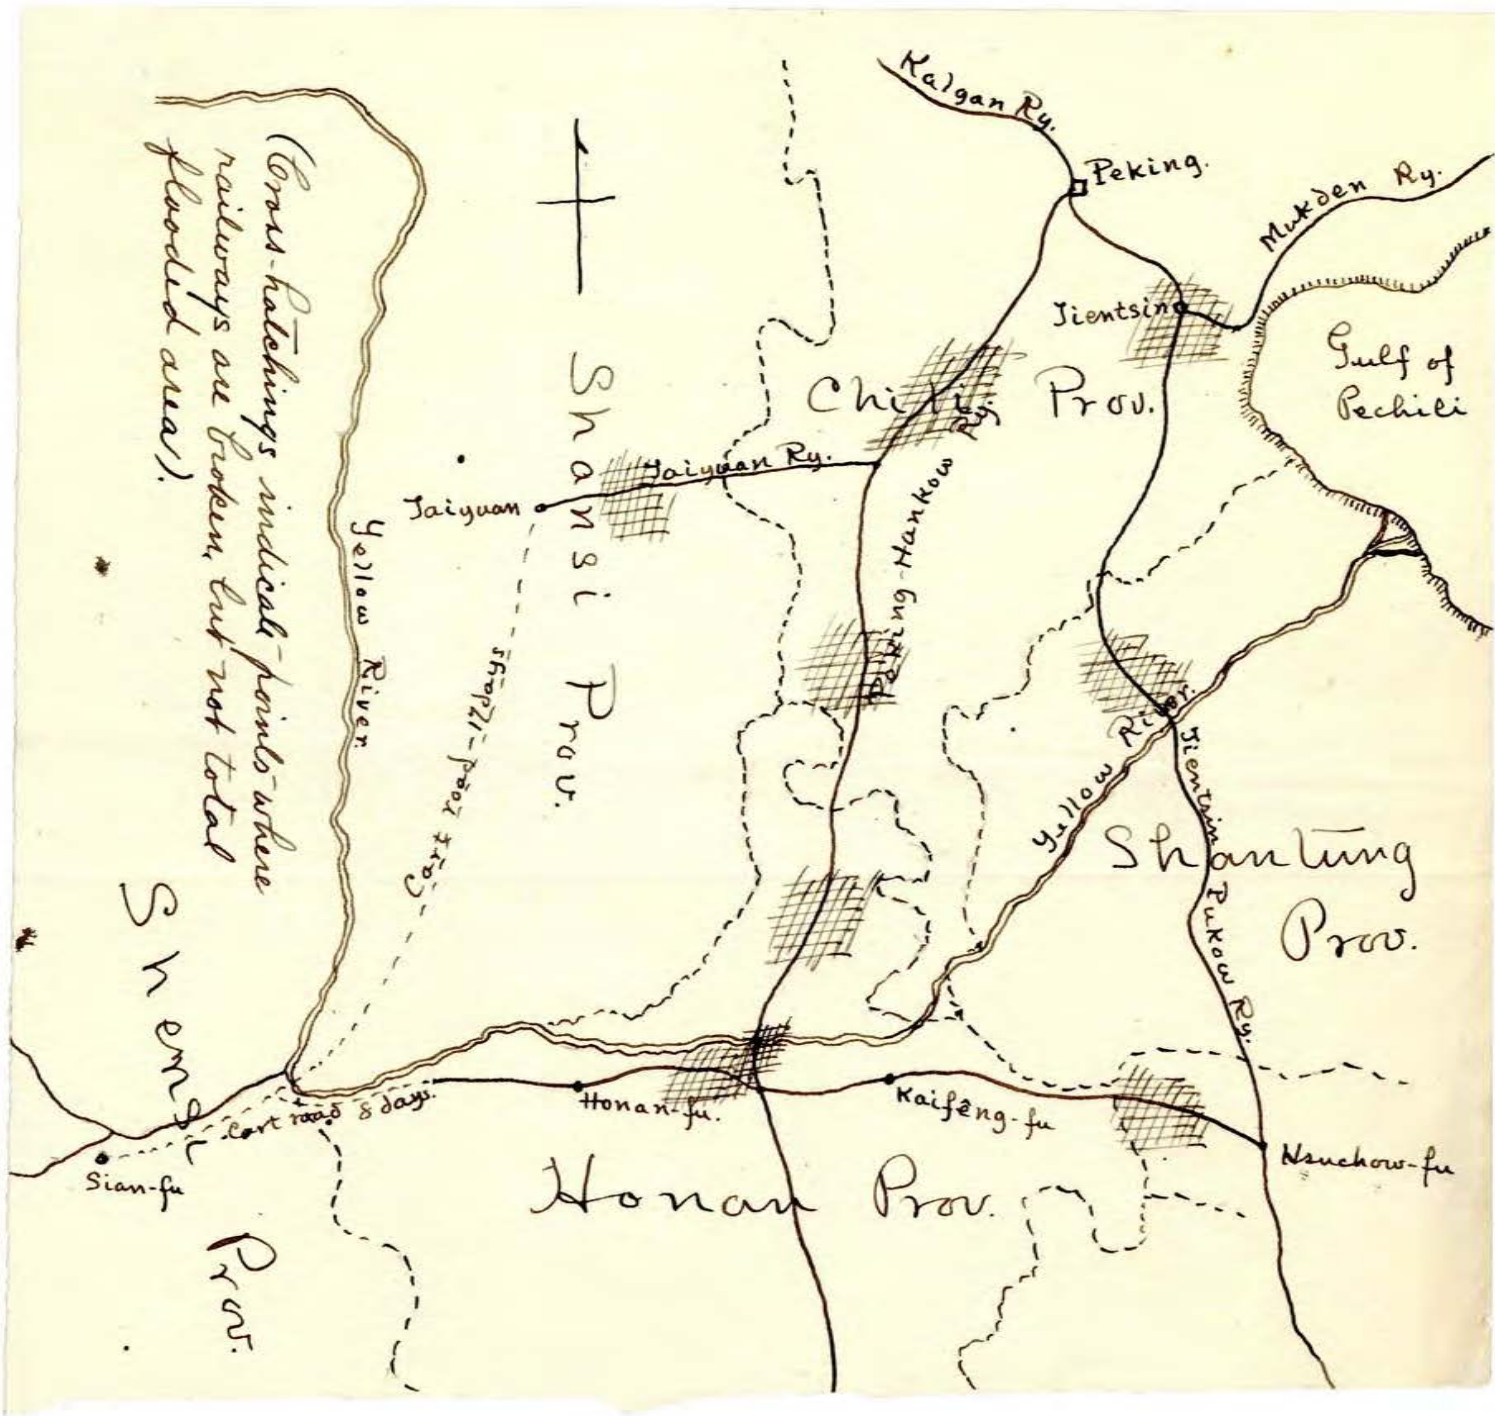 Kalgan Ry.
Peking.
Mukden Ry.
Tientsin
Gulf of
Pechili
Chili Prov.
Taiyuan Ry.
Taiyuan
Peking-Hankow Ry.
Shansi Prov.
(Cross-hatchings indicate points where
railways are broken, but not total
flooded area).
Yellow River.
Cart road-12 days
Yellow River.
Tientsin Pukow Ry.
Shantung
Prov.
Shensi Prov.
Cart road 8 days.
Sian-fu
Honan-fu.
Kaifêng-fu
Hsuchow-fu
Honan Prov.